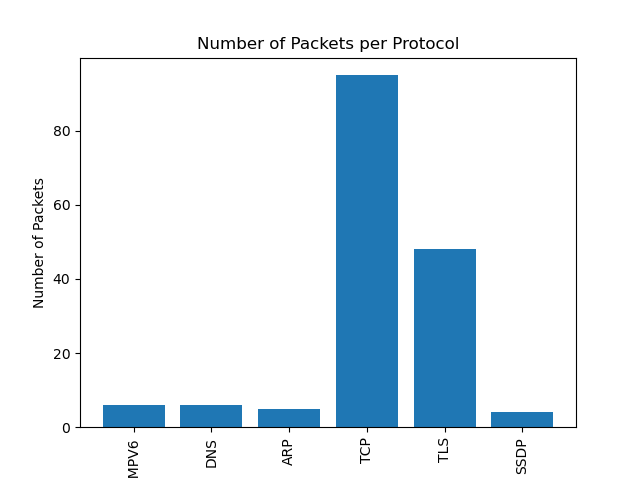 Number of Packets per Protocol
Number of Packets
80
60
40
20
0
MPV6
DNS
ARP
TCP
TLS
SSDP